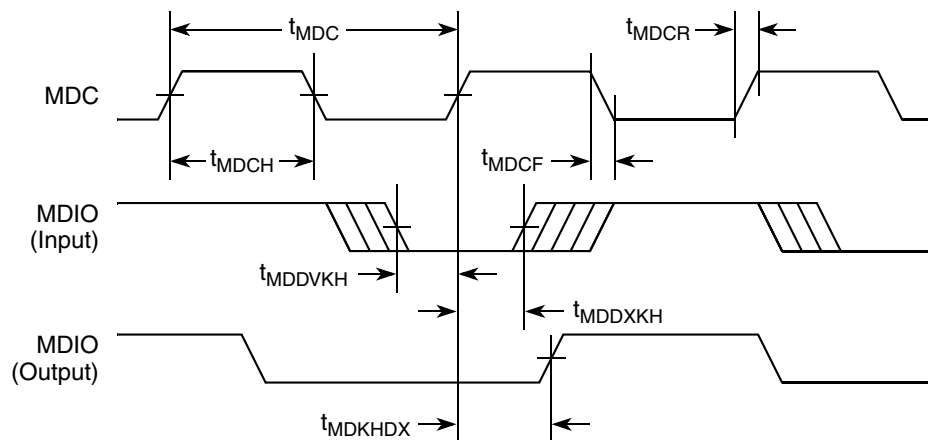 tMDC
tMDCR
MDC
tMDCH
tMDCF
MDIO
(Input)
tMDDVKH
tMDDXKH
MDIO
(Output)
tMDKHDX